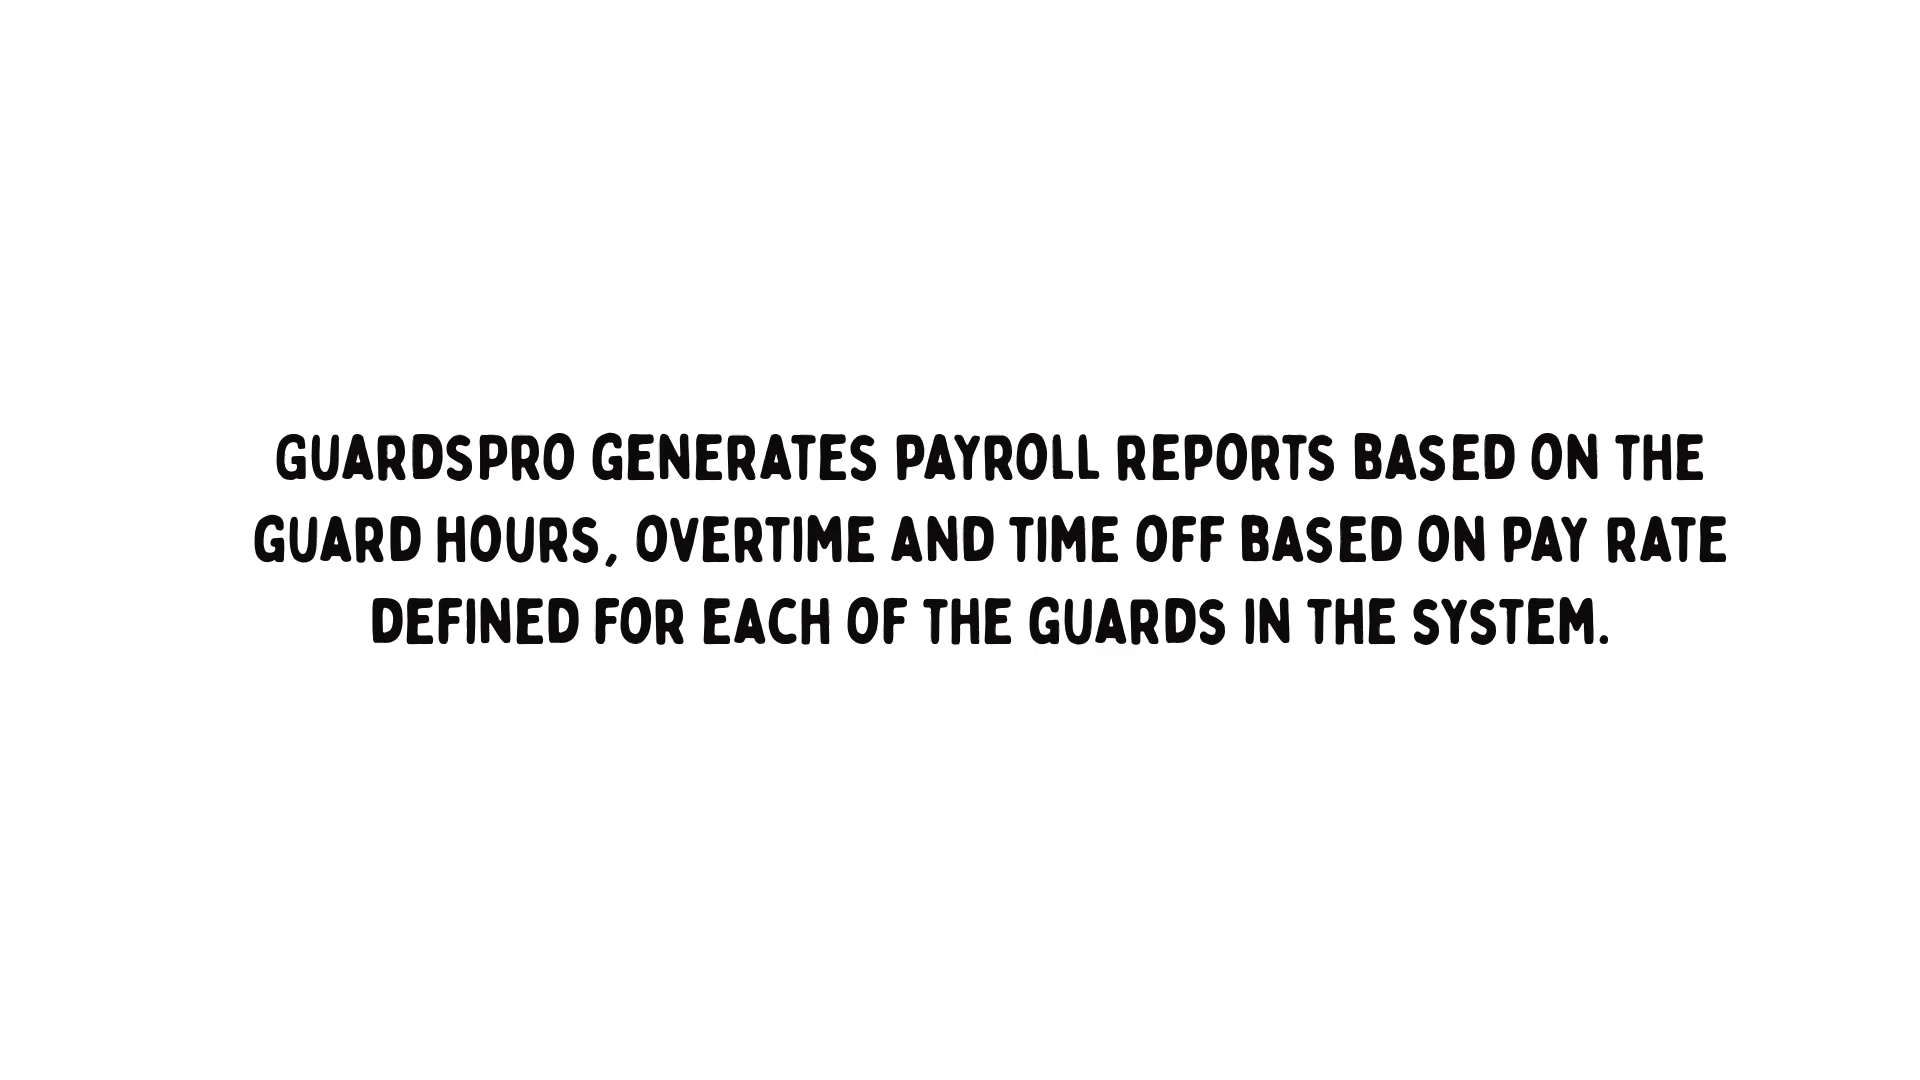 GUARDSPRO GENERATES PAYROLL REPORTS BASED ON THE
GUARD HOURS, OVERTIME AND TIME OFF BASED ON PAY RATE
DEFINED FOR EACH OF THE GUARDS IN THE SYSTEM.